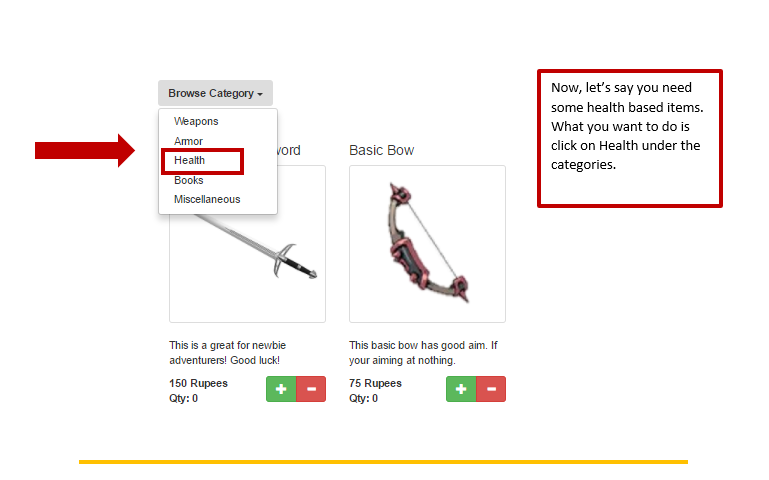 Browse Category
Weapons
Armor
Health
Books
Miscellaneous
Basic Bow
This is a great for newbie
adventurers! Good luck!
150 Rupees
Qty: 0
This basic bow has good aim. If
your aiming at nothing.
75 Rupees
Qty: 0
Now, let's say you need
some health based items.
What you want to do is
click on Health under the
categories.